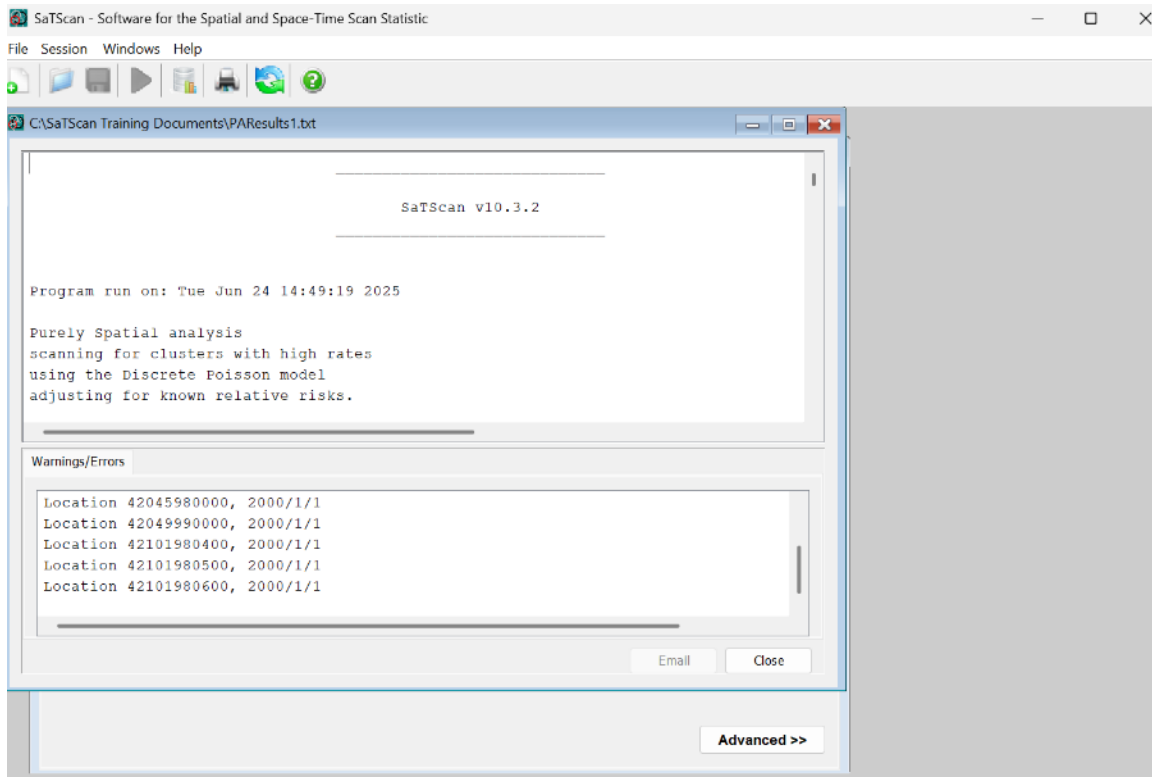 SaTScan - Software for the Spatial and Space-Time Scan Statistic
File Session Windows Help
C:\SaTScan Training Documents\PAResults1.txt
SaTScan v10.3.2
Program run on: Tue Jun 24 14:49:19 2025
Purely Spatial analysis
scanning for clusters with high rates
using the Discrete Poisson model
adjusting for known relative risks.
Warnings/Errors
Location 42045980000, 2000/1/1
Location 42049990000, 2000/1/1
Location 42101980400, 2000/1/1
Location 42101980500, 2000/1/1
Location 42101980600, 2000/1/1
Email Close
Advanced >>